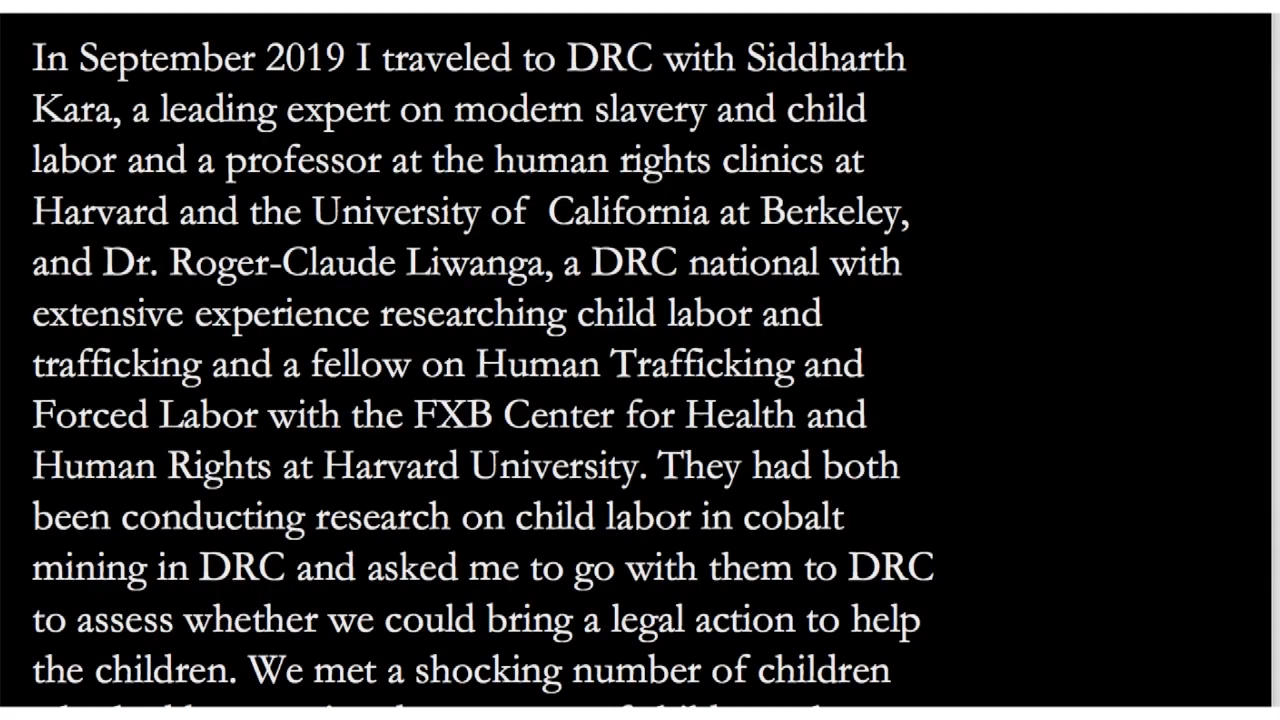 In September 2019 I traveled to DRC with Siddharth
Kara, a leading expert on modern slavery and child
labor and a professor at the human rights clinics at
Harvard and the University of  California at Berkeley,
and Dr. Roger-Claude Liwanga, a DRC national with
extensive experience researching child labor and
trafficking and a fellow on Human Trafficking and
Forced Labor with the FXB Center for Health and
Human Rights at Harvard University. They had both
been conducting research on child labor in cobalt
mining in DRC and asked me to go with them to DRC
to assess whether we could bring a legal action to help
the children. We met a shocking number of children